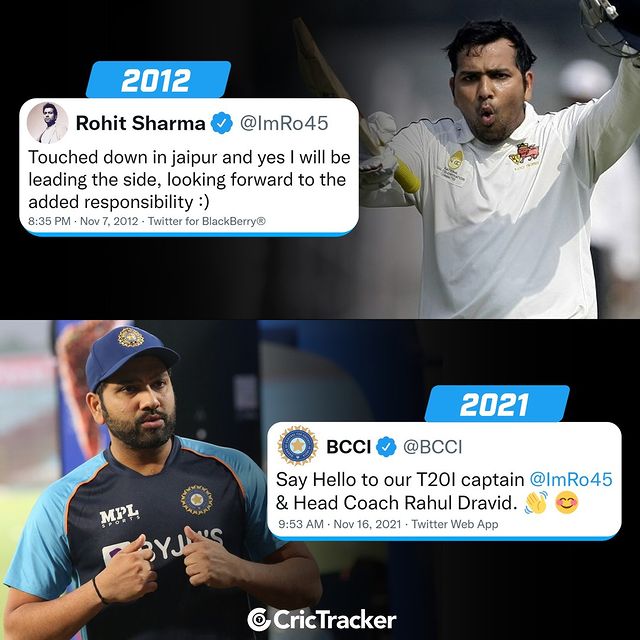 2012
Rohit Sharma @ImRo45
Touched down in jaipur and yes I will be
leading the side, looking forward to the
added responsibility :)
8:35 PM · Nov 7, 2012 · Twitter for BlackBerry®
2021
BCCI @BCCI
Say Hello to our T20I captain @ImRo45
& Head Coach Rahul Dravid. 👋 😊
9:53 AM · Nov 16, 2021 · Twitter Web App
MPL
SPORTS
BYJU'S
CricTracker